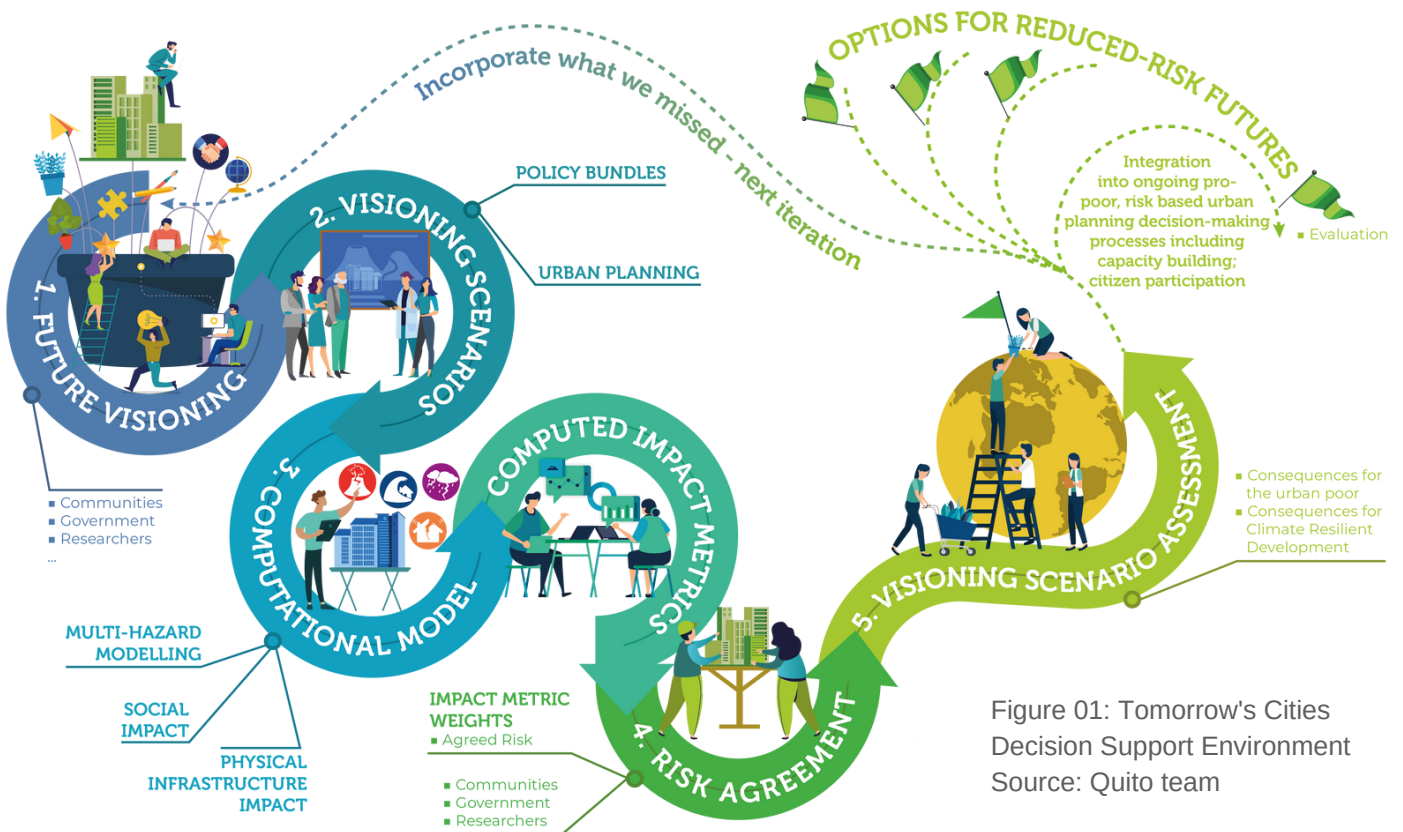 OPTIONS FOR REDUCED-RISK FUTURES
Incorporate what we missed - next iteration
1. FUTURE VISIONING
■ Communities
■ Government
■ Researchers
...
2. VISIONING SCENARIOS
POLICY BUNDLES
URBAN PLANNING
Integration
into ongoing pro-
poor, risk based urban
planning decision-making
processes including
capacity building;
citizen participation
■ Evaluation
3. COMPUTATIONAL MODEL
MULTI-HAZARD
MODELLING
SOCIAL
IMPACT
PHYSICAL
INFRASTRUCTURE
IMPACT
COMPUTED IMPACT METRICS
4. RISK AGREEMENT
IMPACT METRIC
WEIGHTS
■ Agreed Risk
■ Communities
■ Government
■ Researchers
5. VISIONING SCENARIO ASSESSMENT
■ Consequences for
the urban poor
■ Consequences for
Climate Resilient
Development
Figure 01: Tomorrow's Cities
Decision Support Environment
Source: Quito team